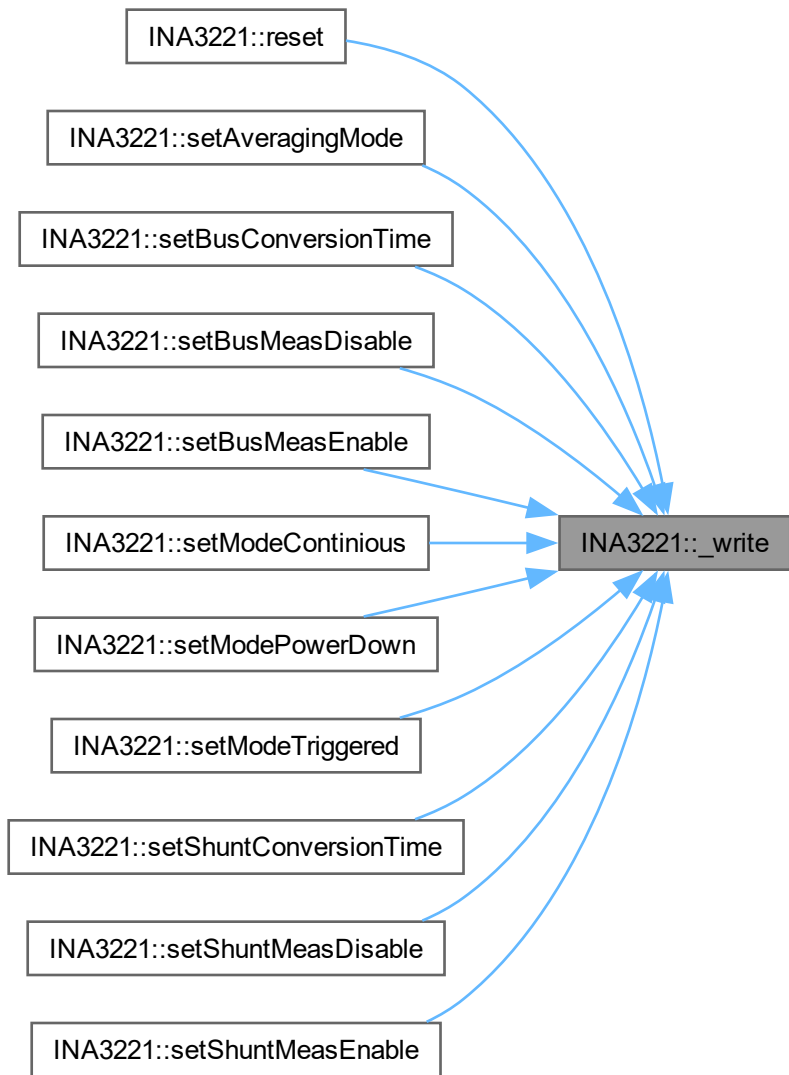 INA3221::reset
INA3221::setAveragingMode
INA3221::setBusConversionTime
INA3221::setBusMeasDisable
INA3221::setBusMeasEnable
INA3221::setModeContinious
INA3221::_write
INA3221::setModePowerDown
INA3221::setModeTriggered
INA3221::setShuntConversionTime
INA3221::setShuntMeasDisable
INA3221::setShuntMeasEnable